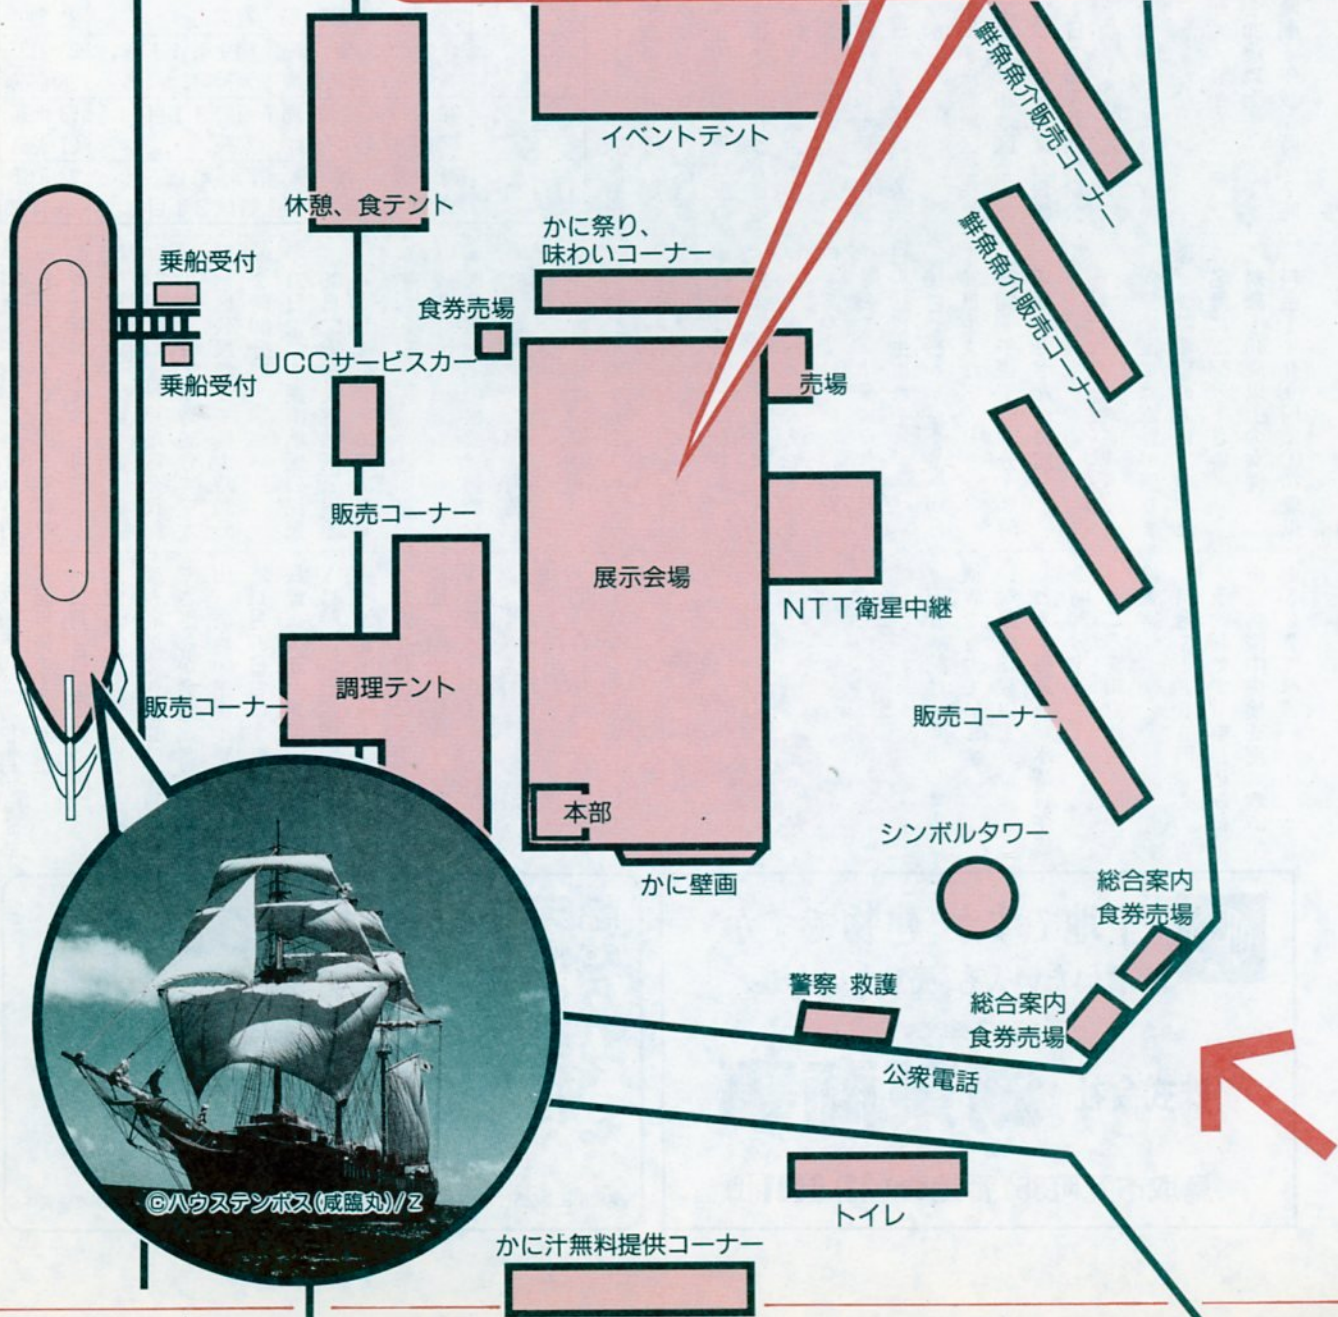 鮮魚魚介販売コーナー
イベントテント
休憩、食テント
鮮魚魚介販売コーナー
かに祭り、
味わいコーナー
乗船受付
食券売場
UCCサービスカー
乗船受付
売場
販売コーナー
展示会場
NTT衛星中継
調理テント
販売コーナー
販売コーナー
本部
シンボルタワー
かに壁画
総合案内
食券売場
警察 救護
総合案内
食券売場
公衆電話
©ハウステンボス(咸臨丸)/Z
トイレ
かに汁無料提供コーナー